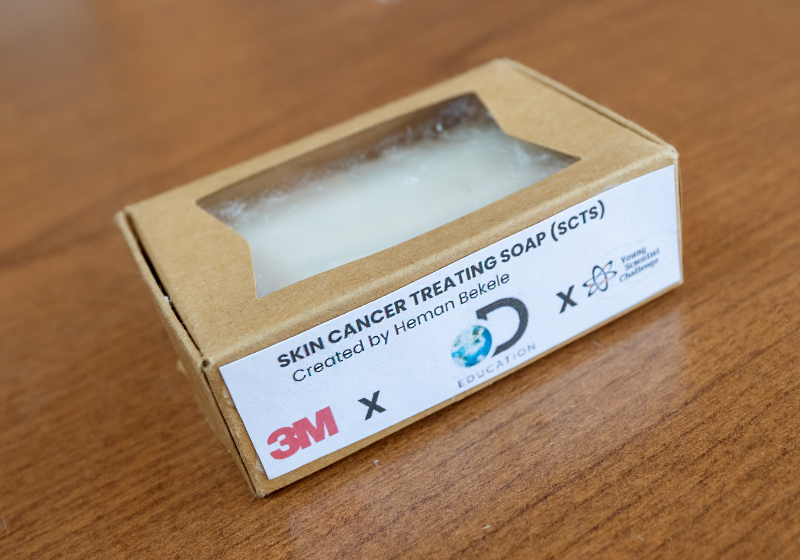 SKIN CANCER TREATING SOAP (SCTS)
Created by Heman Bekele
3M X
D
EDUCATION
X
Young
Scientist
Challenge